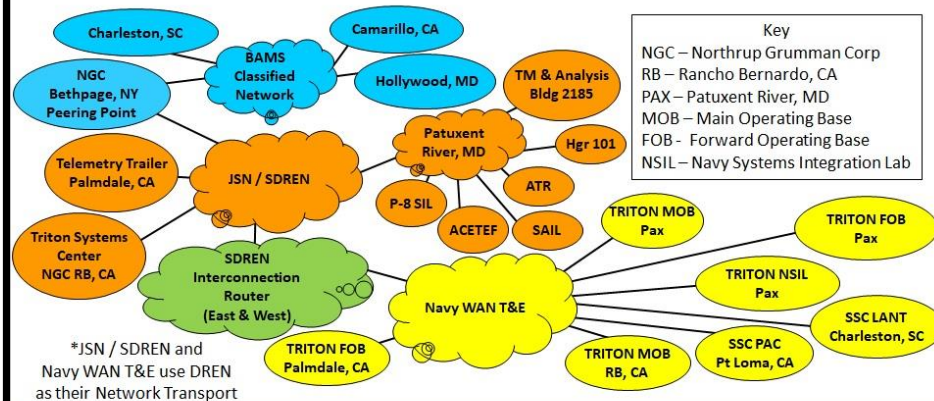 Charleston, SC
BAMS
Classified
Network
Camarillo, CA
Hollywood, MD
NGC
Bethpage, NY
Peering Point
TM & Analysis
Bldg 2185
Key
NGC – Northrup Grumman Corp
RB – Rancho Bernardo, CA
PAX – Patuxent River, MD
MOB – Main Operating Base
FOB - Forward Operating Base
NSIL – Navy Systems Integration Lab
Telemetry Trailer
Palmdale, CA
JSN / SDREN
Patuxent
River, MD
Hgr 101
ATR
P-8 SIL
ACETEF
SAIL
Triton Systems
Center
NGC RB, CA
SDREN
Interconnection
Router
(East & West)
Navy WAN T&E
TRITON MOB
Pax
TRITON FOB
Pax
TRITON NSIL
Pax
SSC LANT
Charleston, SC
SSC PAC
Pt Loma, CA
TRITON MOB
RB, CA
TRITON FOB
Palmdale, CA
*JSN / SDREN and
Navy WAN T&E use DREN
as their Network Transport